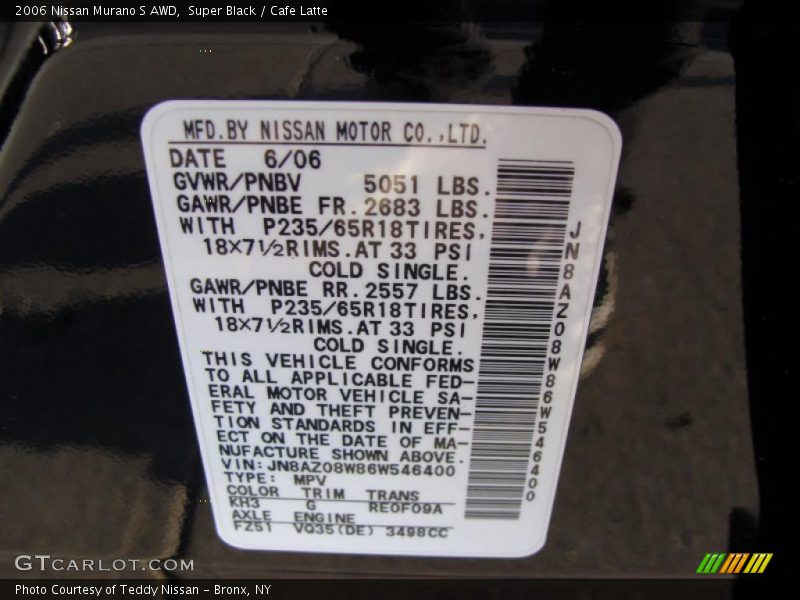 2006 Nissan Murano S AWD,  Super Black / Cafe Latte
MFD.BY NISSAN MOTOR CO.,LTD.
DATE 6/06
GVWR/PNBV 5051 LBS.
GAWR/PNBE FR.2683 LBS.
WITH P235/65R18TIRES,
18X7½RIMS.AT 33 PSI
COLD SINGLE.
GAWR/PNBE RR.2557 LBS.
WITH P235/65R18TIRES,
18X7½RIMS.AT 33 PSI
COLD SINGLE.
THIS VEHICLE CONFORMS
TO ALL APPLICABLE FED-
ERAL MOTOR VEHICLE SA-
FETY AND THEFT PREVEN-
TION STANDARDS IN EFF-
ECT ON THE DATE OF MA-
NUFACTURE SHOWN ABOVE.
VIN:JN8AZ08W86W546400
TYPE: MPV
COLOR TRIM TRANS
KH3 G RE0F09A
AXLE ENGINE
FZ51 VQ35(DE) 3498CC
JN8AZ08W86W546400
GTCARLOT.COM
Photo Courtesy of Teddy Nissan - Bronx, NY